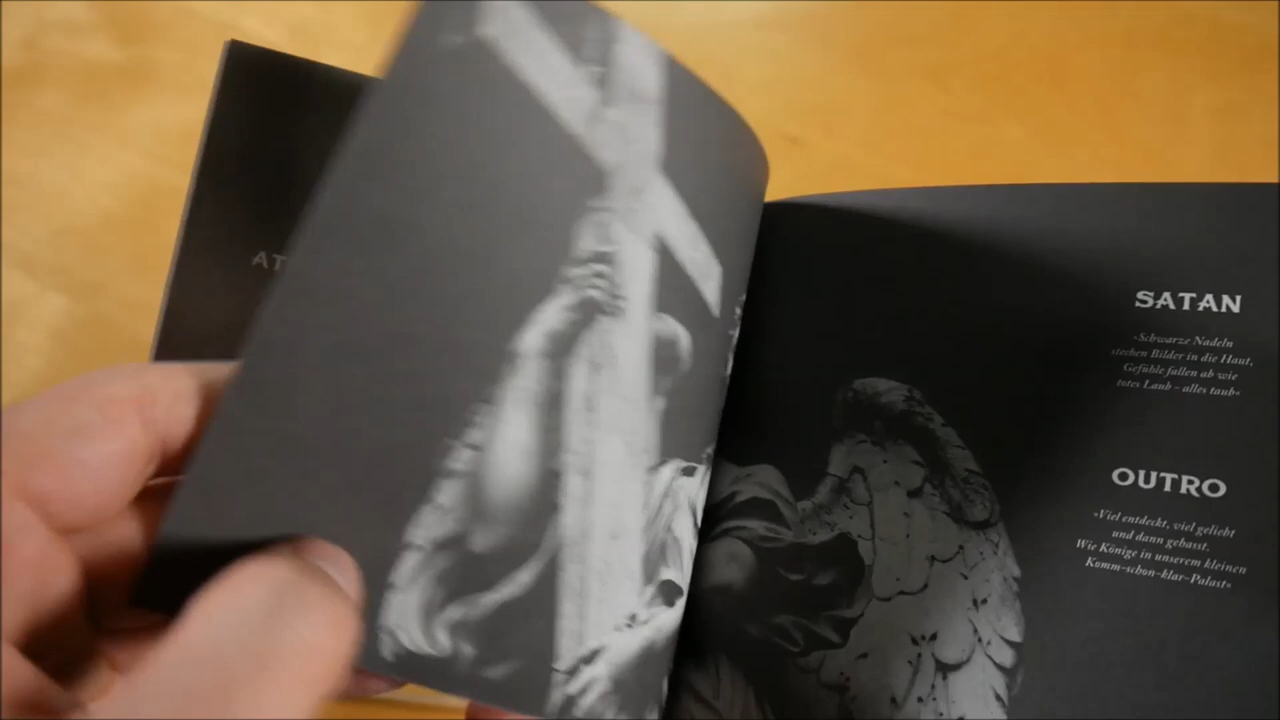 AT
SATAN
»Schwarze Nadeln
stechen Bilder in die Haut,
Gefühle fallen ab wie
totes Laub – alles taub«
OUTRO
»Viel entdeckt, viel geliebt
und dann gehasst.
Wie Könige in unserem kleinen
Komm-schon-klar-Palast«